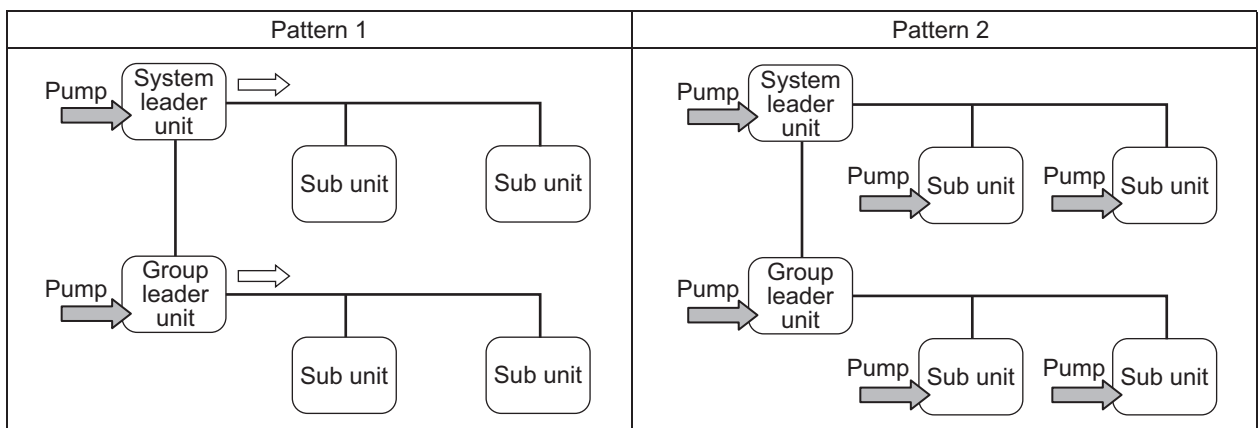 Pattern 1
Pump
System
leader
unit
Sub unit
Sub unit
Pump
Group
leader
unit
Sub unit
Sub unit
Pattern 2
Pump
System
leader
unit
Pump
Sub unit
Pump
Sub unit
Pump
Group
leader
unit
Pump
Sub unit
Pump
Sub unit